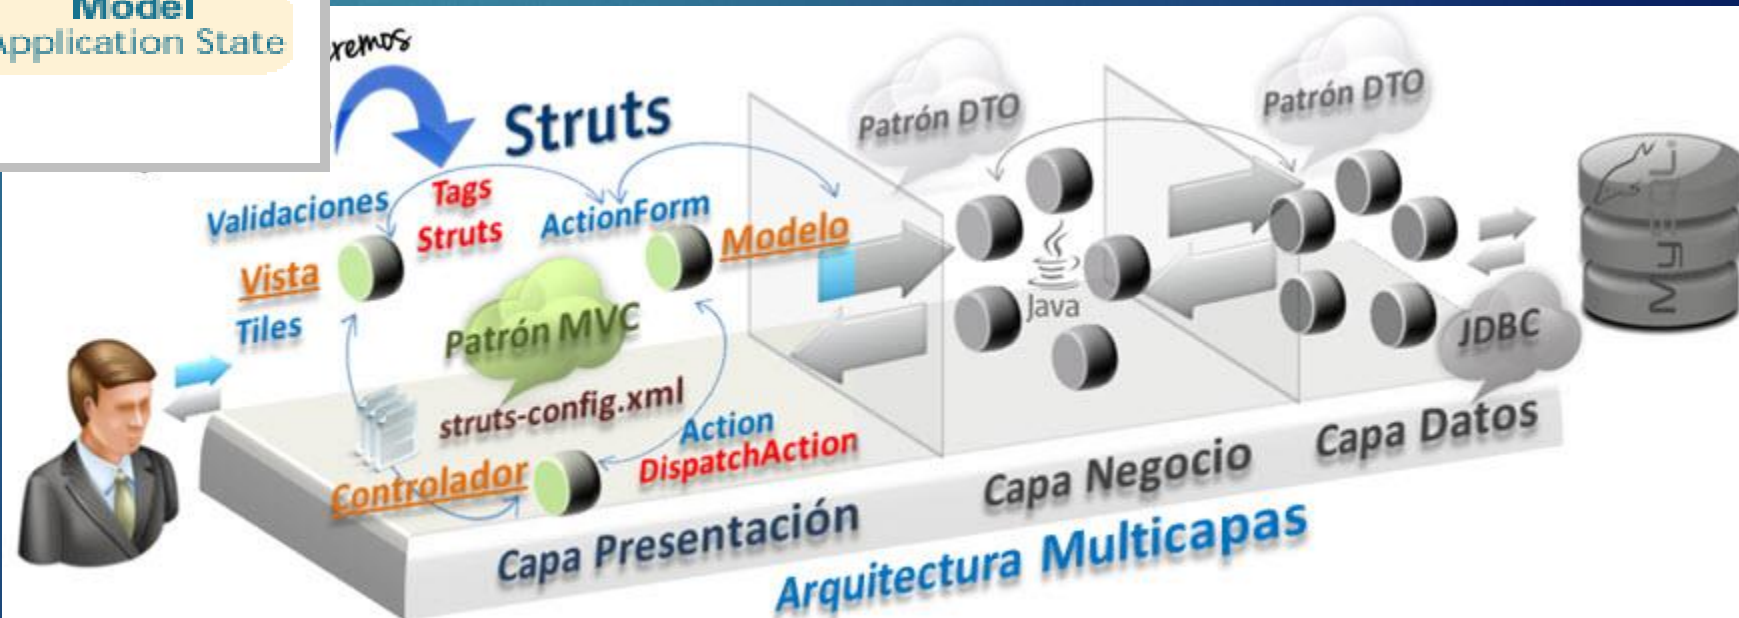 Model
Application State
Struts
Patrón DTO
Patrón DTO
Validaciones
Tags
Struts
ActionForm
Modelo
Vista
Tiles
Patrón MVC
Java
MySQL
JDBC
struts-config.xml
Action
DispatchAction
Controlador
Capa Presentación
Capa Negocio
Capa Datos
Arquitectura Multicapas